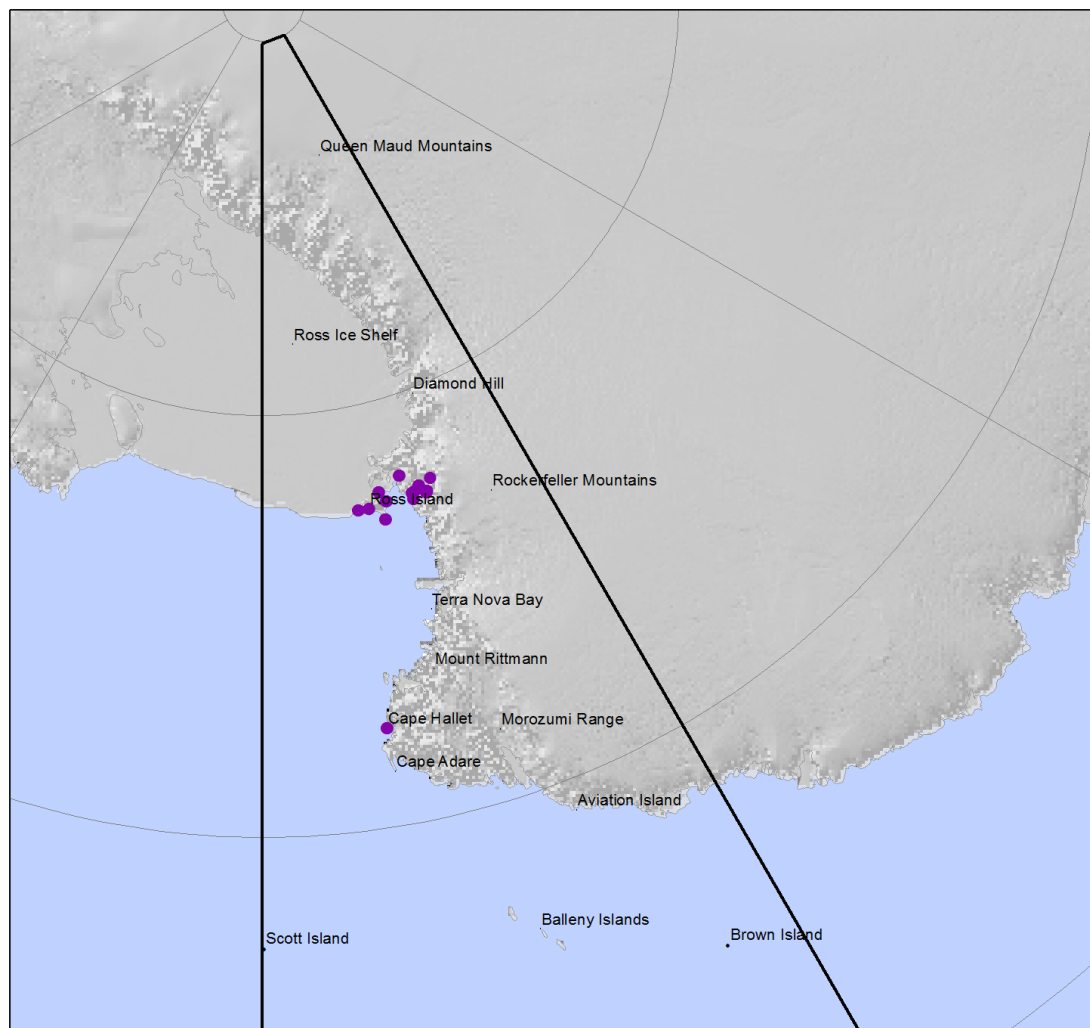 Queen Maud Mountains
Ross Ice Shelf
Diamond Hill
Rockerfeller Mountains
Ross Island
Terra Nova Bay
Mount Rittmann
Cape Hallet
Morozumi Range
Cape Adare
Aviation Island
Balleny Islands
Brown Island
Scott Island